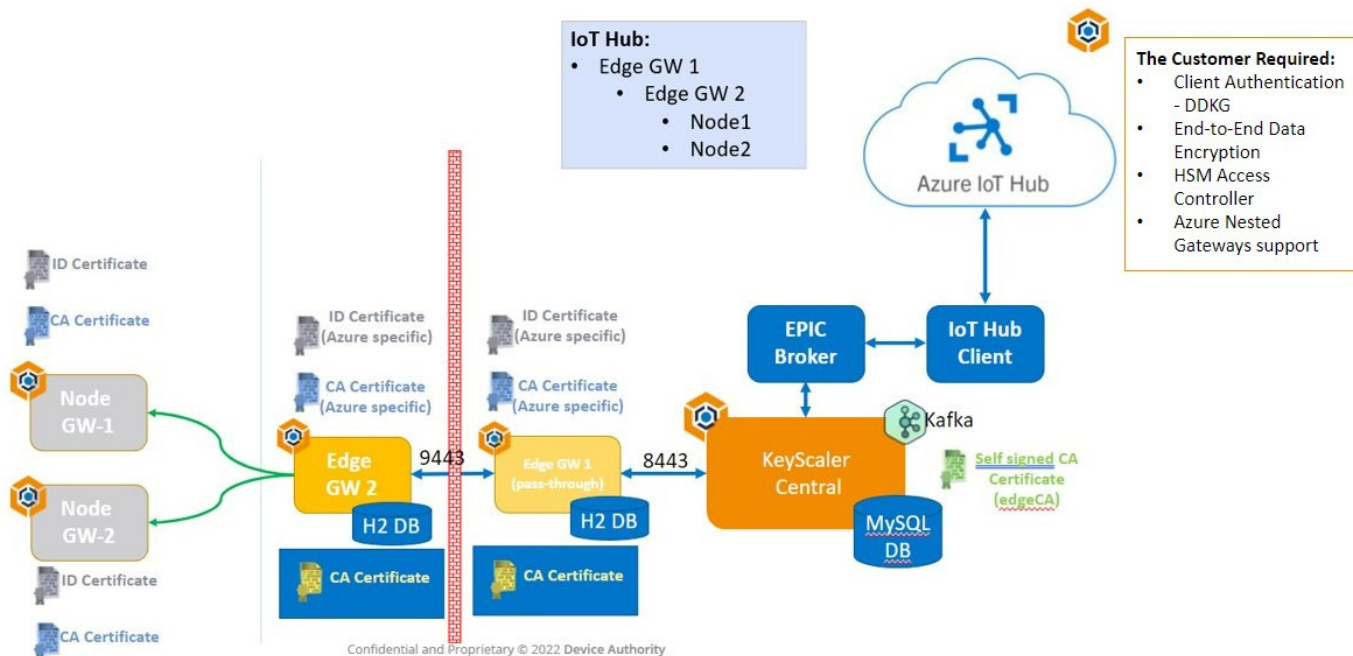 IoT Hub:
• Edge GW 1
• Edge GW 2
• Node1
• Node2
Azure IoT Hub
The Customer Required:
• Client Authentication
- DDKG
• End-to-End Data
Encryption
• HSM Access
Controller
• Azure Nested
Gateways support
ID Certificate
CA Certificate
Node
GW-1
Node
GW-2
ID Certificate
CA Certificate
ID Certificate
(Azure specific)
CA Certificate
(Azure specific)
Edge
GW 2
H2 DB
CA Certificate
9443
ID Certificate
(Azure specific)
CA Certificate
(Azure specific)
Edge GW 1
(pass-through)
H2 DB
CA Certificate
8443
EPIC
Broker
IoT Hub
Client
KeyScaler
Central
Kafka
MySQL
DB
Self signed CA
Certificate
(edgeCA)
Confidential and Proprietary © 2022 Device Authority